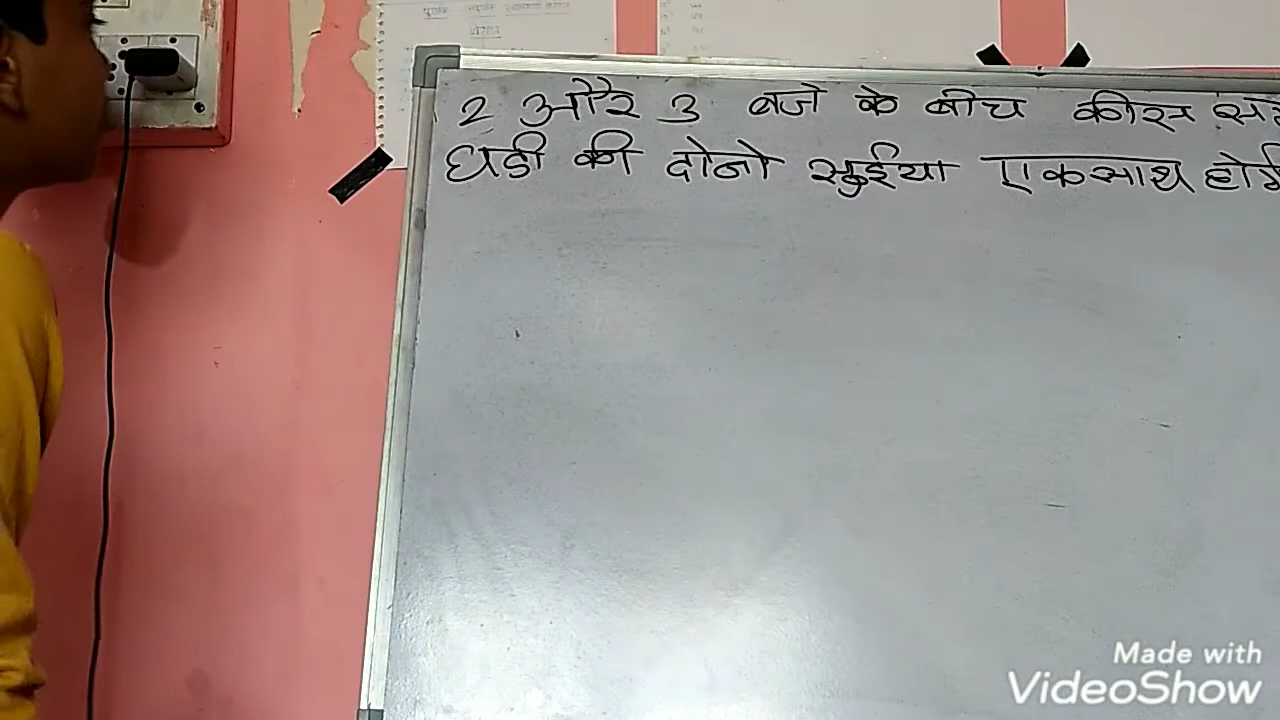 2 और 3 बजे के बीच कीस
घडी की दोनो सुईया एकसाथ
Made with
VideoShow